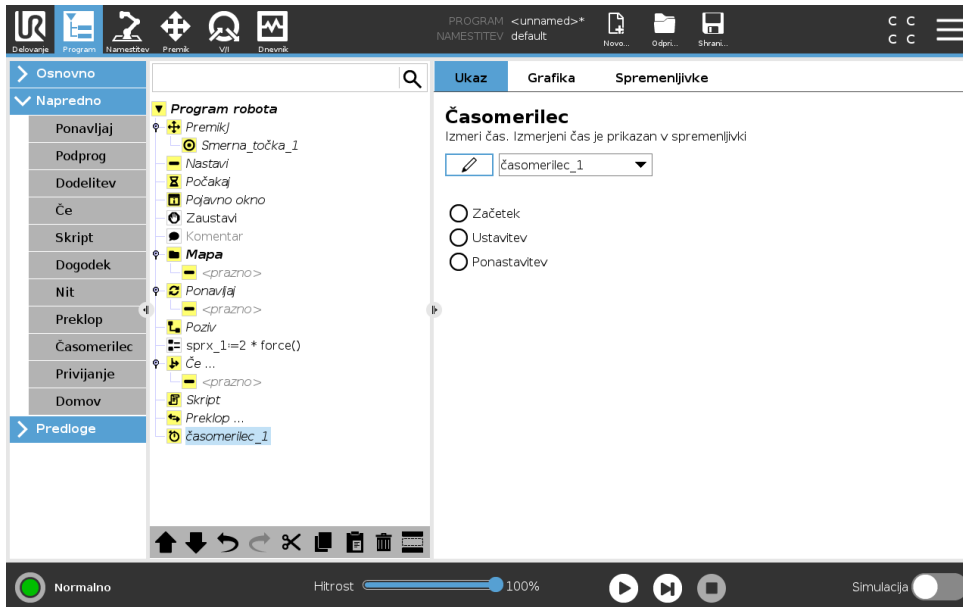 UR
PROGRAM <unnamed>*
NAMESTITEV default
C C
C C
Delovanje Program Namestitev Premik V/I Dnevnik Novo... Odpri... Shrani...
Osnovno
Napredno
Ponavljaj
Podprog
Dodelitev
Če
Skript
Dogodek
Nit
Preklop
Časomerilec
Privijanje
Domov
Predloge
Program robota
PremikJ
Smerna_točka_1
Nastavi
Počakaj
Pojavno okno
Zaustavi
Komentar
Mapa
<prazno>
Ponavljaj
<prazno>
Poziv
sprx_1:=2 * force()
Če ...
<prazno>
Skript
Preklop ...
časomerilec_1
Ukaz Grafika Spremenljivke
Časomerilec
Izmeri čas. Izmerjeni čas je prikazan v spremenljivki
časomerilec_1
Začetek
Ustavitev
Ponastavitev
Normalno Hitrost 100% Simulacija